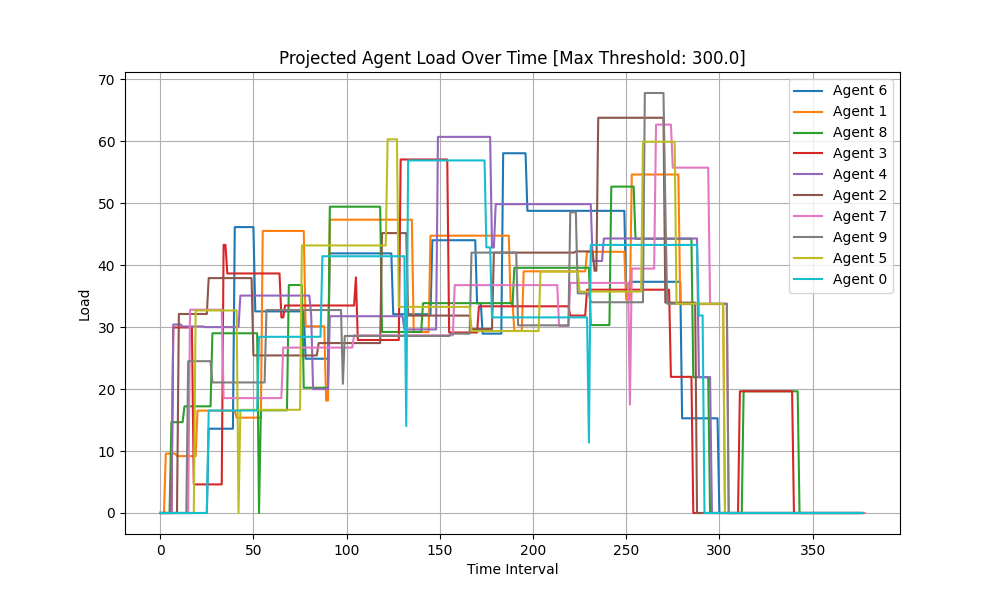 Projected Agent Load Over Time [Max Threshold: 300.0]
70
60
50
40
30
20
10
0
Load
0 50 100 150 200 250 300 350
Time Interval
Agent 6
Agent 1
Agent 8
Agent 3
Agent 4
Agent 2
Agent 7
Agent 9
Agent 5
Agent 0